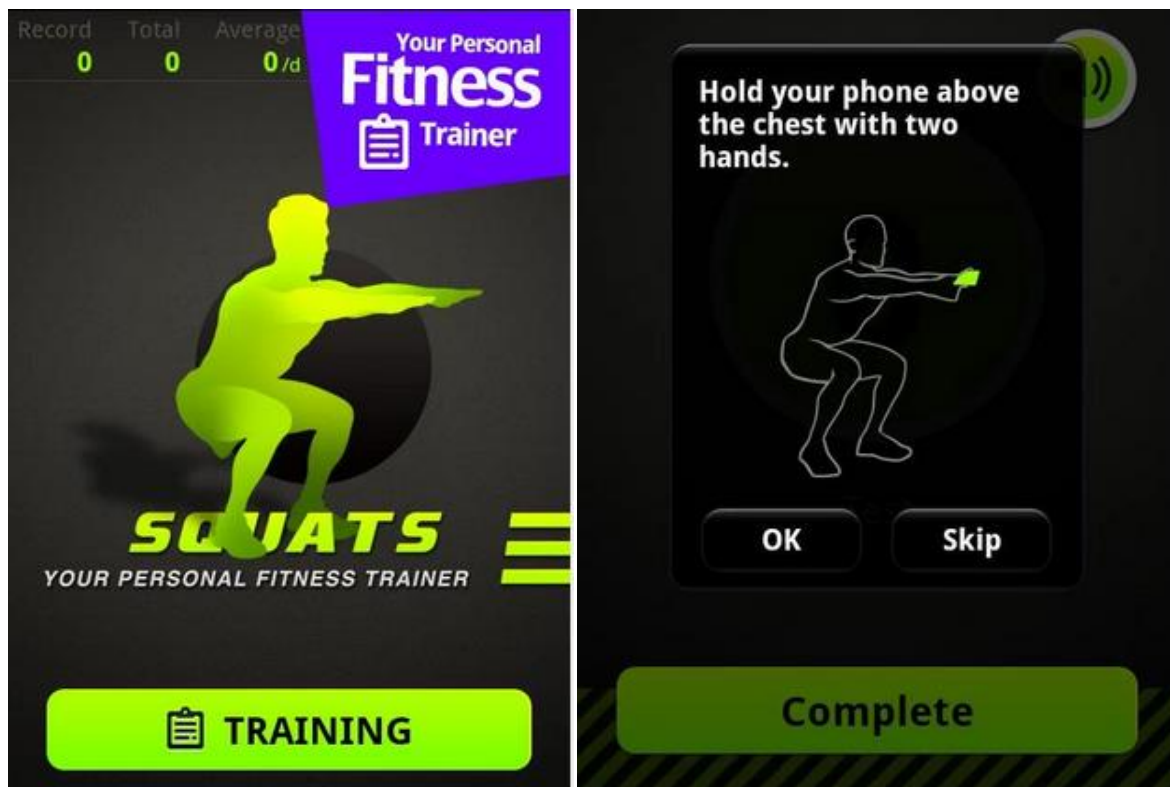 Record Total Average
0 0 0/d
Your Personal
Fitness
Trainer
SQUATS
YOUR PERSONAL FITNESS TRAINER
TRAINING
Hold your phone above
the chest with two
hands.
OK Skip
Complete